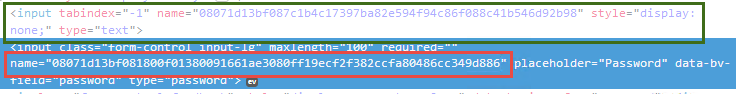 <input tabindex="-1" name="08071d13bf087c1b4c17397ba82e594f94c86f088c41b546d92b98" style="display:
none;" type="text">
<input class="form-control input-lg" maxlength="100" required=""
name="08071d13bf081800f01380091661ae3080ff19ecf2f382ccfa80486cc349d886" placeholder="Password" data-bv-
field="password" type="password">
ev